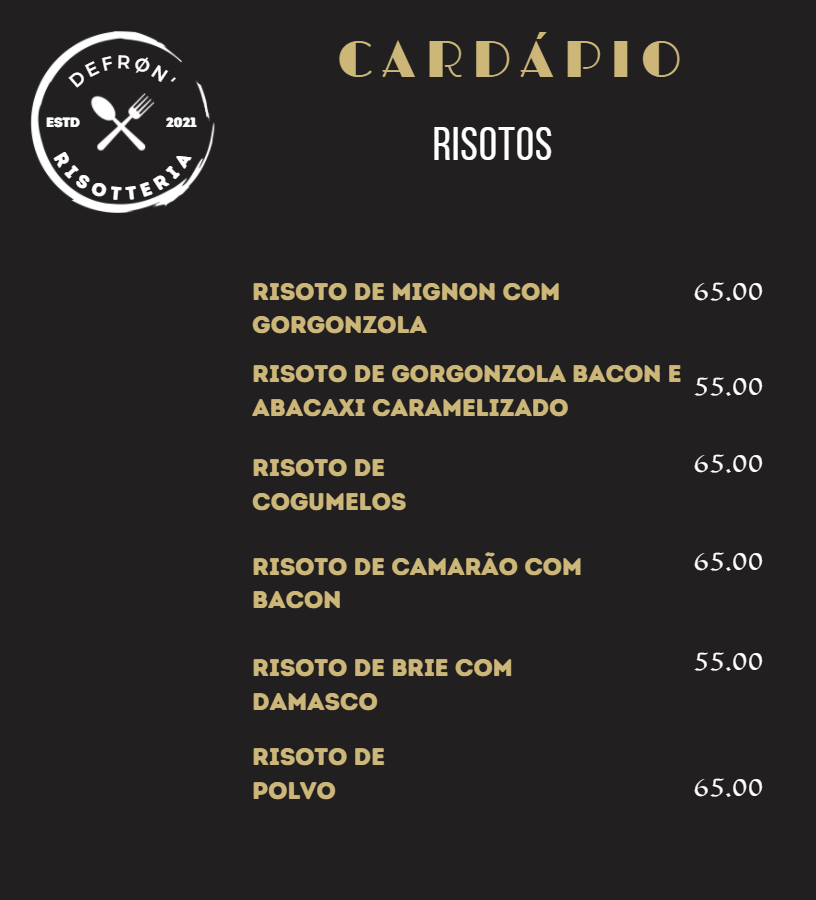 DEFRØN'
ESTD 2021
RISOTTERIA
CARDÁPIO
RISOTOS
RISOTO DE MIGNON COM 65.00
GORGONZOLA
RISOTO DE GORGONZOLA BACON E 55.00
ABACAXI CARAMELIZADO
RISOTO DE 65.00
COGUMELOS
RISOTO DE CAMARÃO COM 65.00
BACON
RISOTO DE BRIE COM 55.00
DAMASCO
RISOTO DE
POLVO 65.00